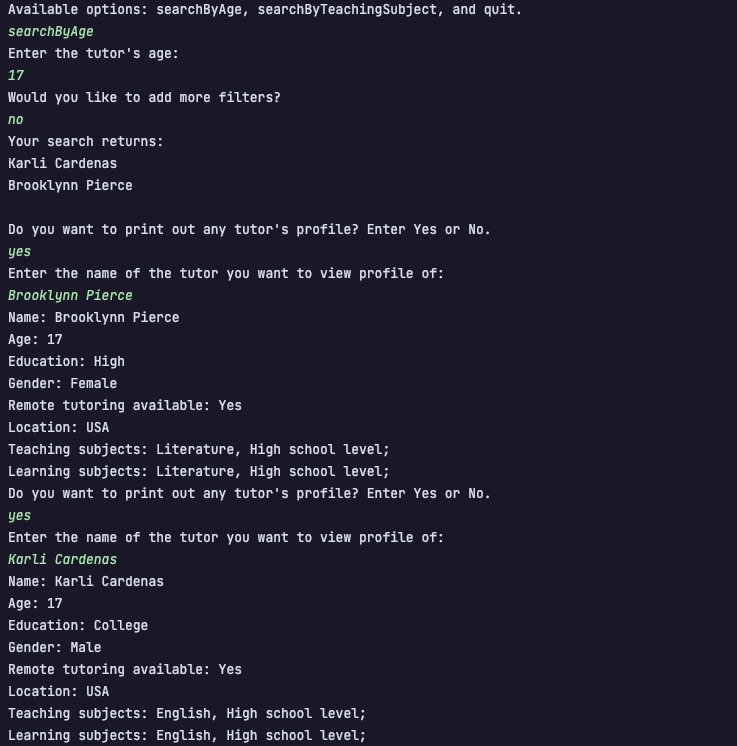 Available options: searchByAge, searchByTeachingSubject, and quit.
searchByAge
Enter the tutor's age:
17
Would you like to add more filters?
no
Your search returns:
Karli Cardenas
Brooklynn Pierce
Do you want to print out any tutor's profile? Enter Yes or No.
yes
Enter the name of the tutor you want to view profile of:
Brooklynn Pierce
Name: Brooklynn Pierce
Age: 17
Education: High
Gender: Female
Remote tutoring available: Yes
Location: USA
Teaching subjects: Literature, High school level;
Learning subjects: Literature, High school level;
Do you want to print out any tutor's profile? Enter Yes or No.
yes
Enter the name of the tutor you want to view profile of:
Karli Cardenas
Name: Karli Cardenas
Age: 17
Education: College
Gender: Male
Remote tutoring available: Yes
Location: USA
Teaching subjects: English, High school level;
Learning subjects: English, High school level;